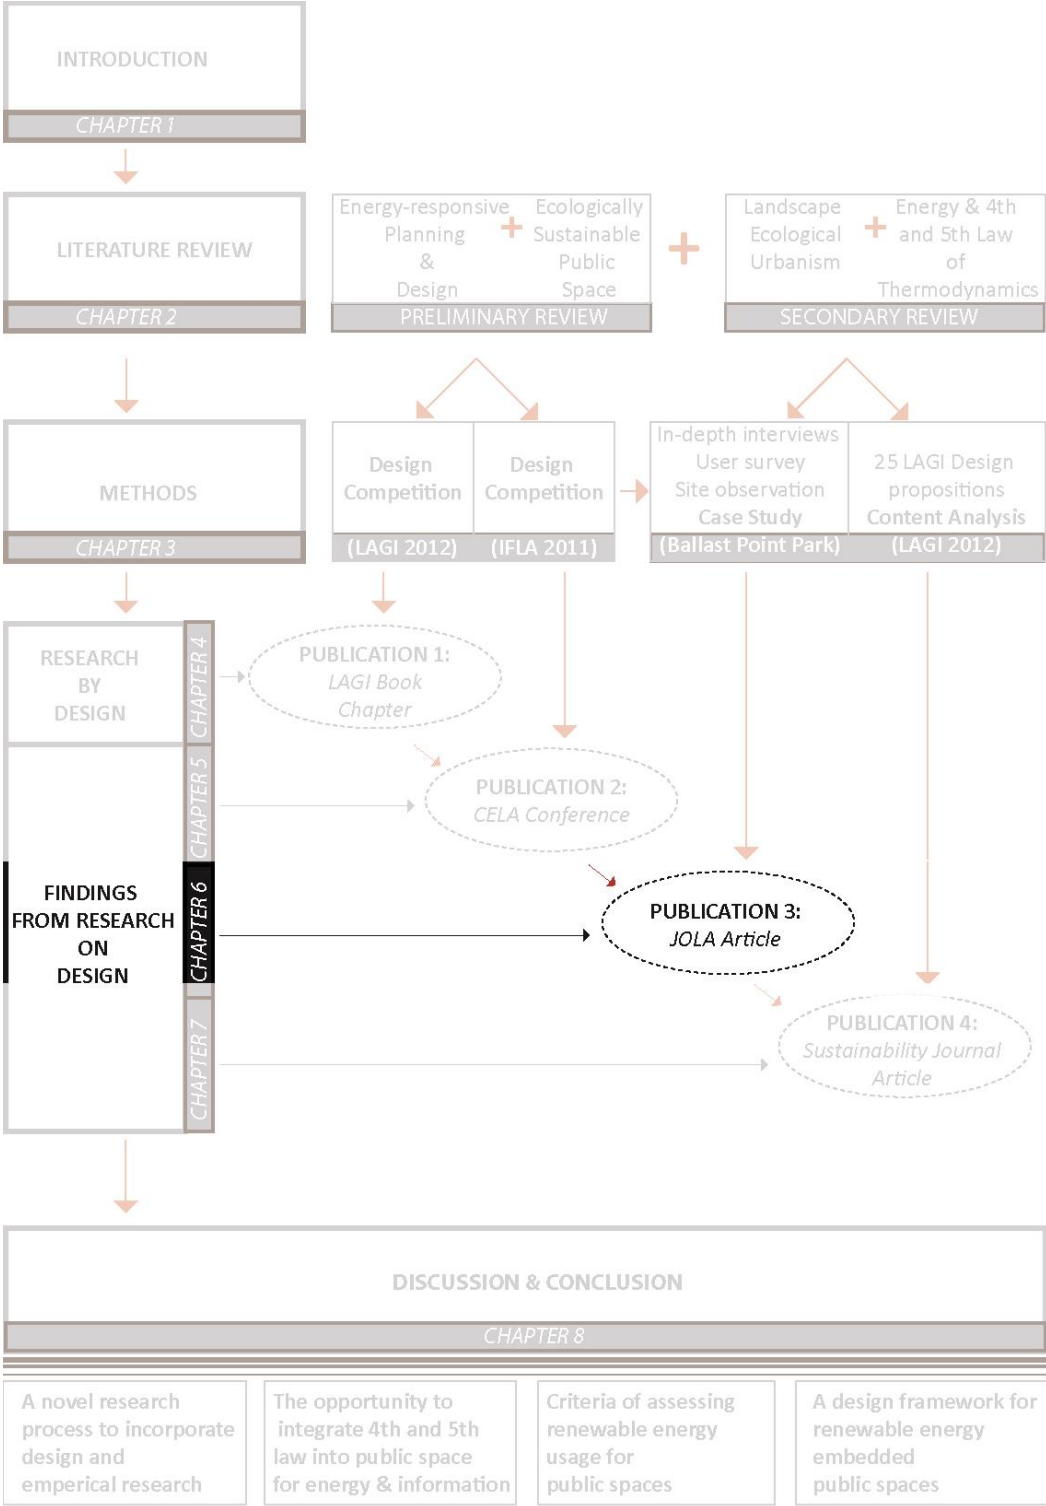 INTRODUCTION
CHAPTER 1
LITERATURE REVIEW
CHAPTER 2
Energy-responsive
Planning
&
Design
+
Ecologically
Sustainable
Public
Space
PRELIMINARY REVIEW
+
Landscape
Ecological
Urbanism
+
Energy & 4th
and 5th Law
of
Thermodynamics
SECONDARY REVIEW
METHODS
CHAPTER 3
Design
Competition
(LAGI 2012)
Design
Competition
(IFLA 2011)
In-depth interviews
User survey
Site observation
Case Study
(Ballast Point Park)
25 LAGI Design
propositions
Content Analysis
(LAGI 2012)
RESEARCH
BY
DESIGN
CHAPTER 4
PUBLICATION 1:
LAGI Book
Chapter
CHAPTER 5
PUBLICATION 2:
CELA Conference
FINDINGS
FROM RESEARCH
ON
DESIGN
CHAPTER 6
PUBLICATION 3:
JOLA Article
CHAPTER 7
PUBLICATION 4:
Sustainability Journal
Article
DISCUSSION & CONCLUSION
CHAPTER 8
A novel research
process to incorporate
design and
emperical research
The opportunity to
integrate 4th and 5th
law into public space
for energy & information
Criteria of assessing
renewable energy
usage for
public spaces
A design framework for
renewable energy
embedded
public spaces